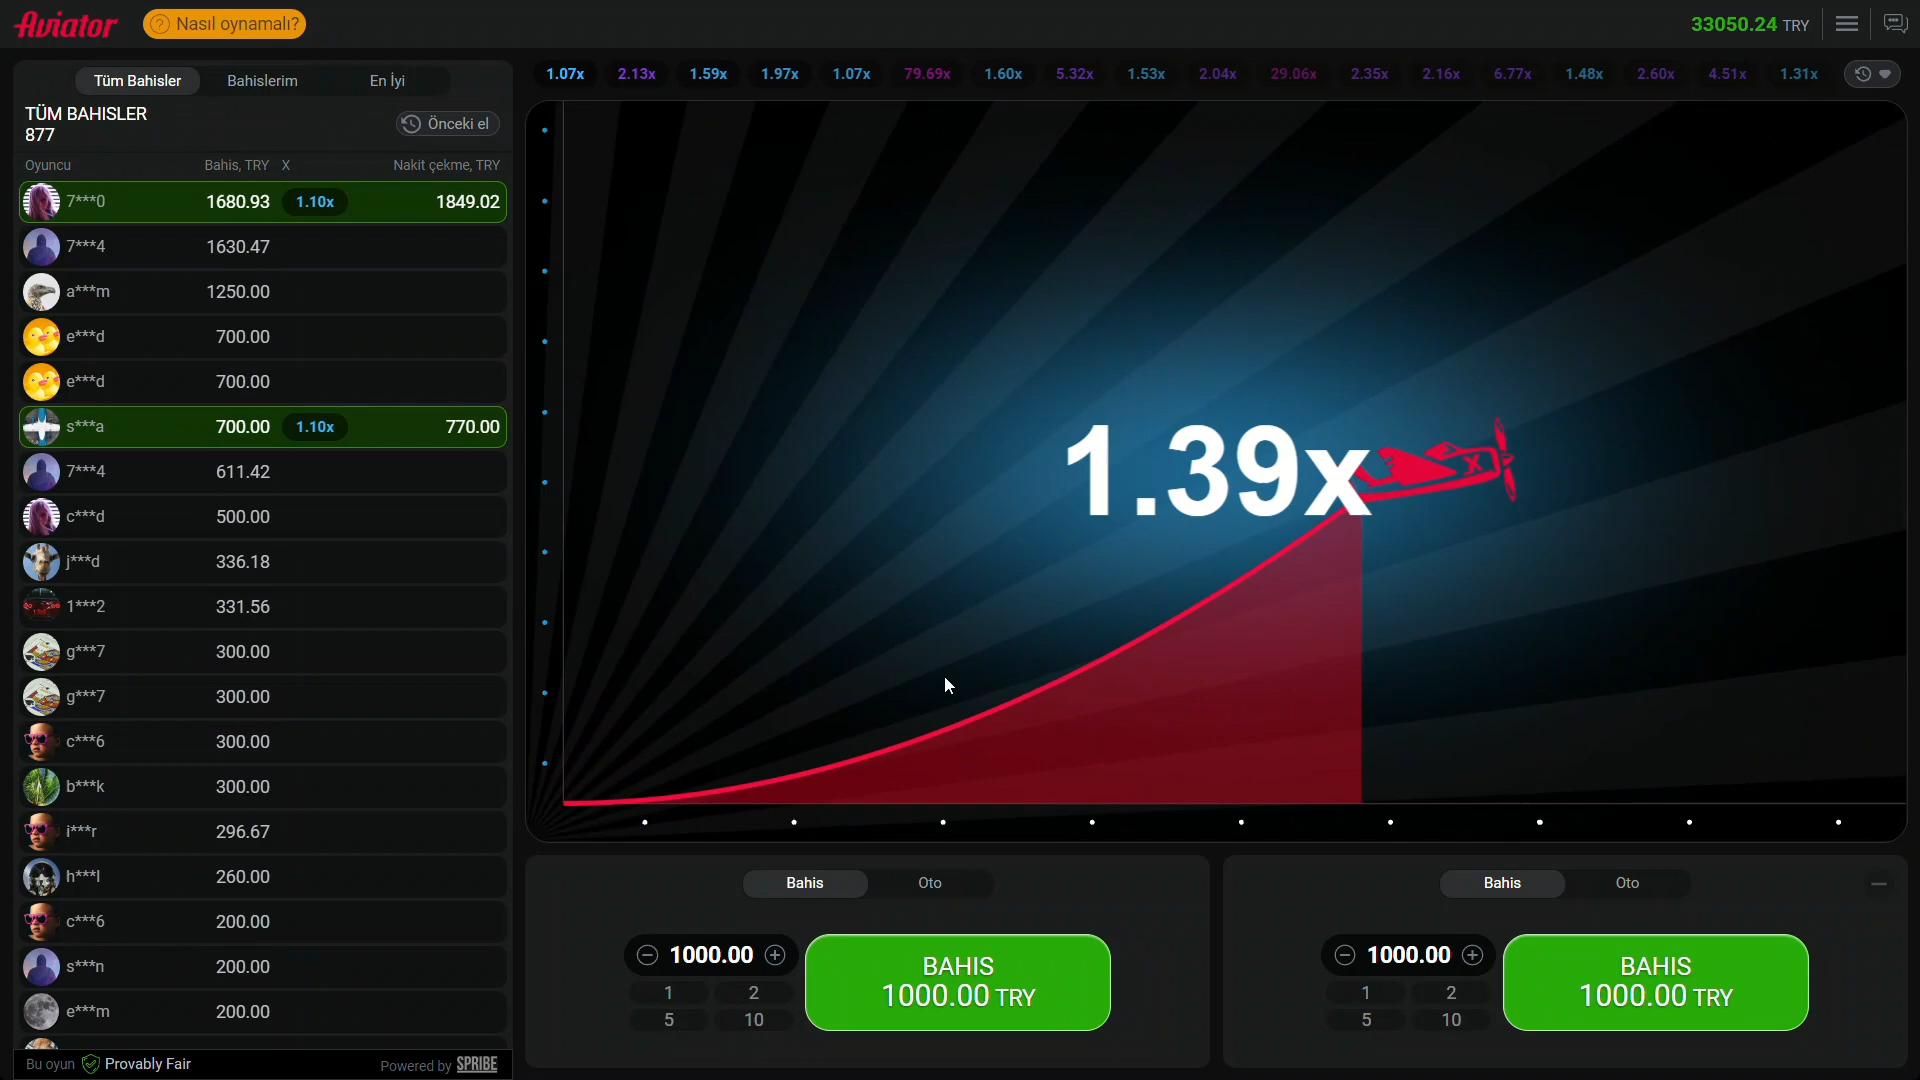 Aviator
? Nasıl oynamalı?
33050.24 TRY
Tüm Bahisler Bahislerim En İyi
1.07x 2.13x 1.59x 1.97x 1.07x 79.69x 1.60x 5.32x 1.53x 2.04x 29.06x 2.35x 2.16x 6.77x 1.48x 2.60x 4.51x 1.31x
TÜM BAHISLER
877
Önceki el
Oyuncu Bahis, TRY X Nakit çekme, TRY
7***0 1680.93 1.10x 1849.02
7***4 1630.47
a***m 1250.00
e***d 700.00
e***d 700.00
s***a 700.00 1.10x 770.00
7***4 611.42
c***d 500.00
j***d 336.18
1***2 331.56
g***7 300.00
g***7 300.00
c***6 300.00
b***k 300.00
i***r 296.67
h***l 260.00
c***6 200.00
s***n 200.00
e***m 200.00
Bu oyun Provably Fair Powered by SPRIBE
1.39x
X
Bahis Oto
1000.00
1 2
5 10
BAHIS
1000.00 TRY
Bahis Oto
1000.00
1 2
5 10
BAHIS
1000.00 TRY